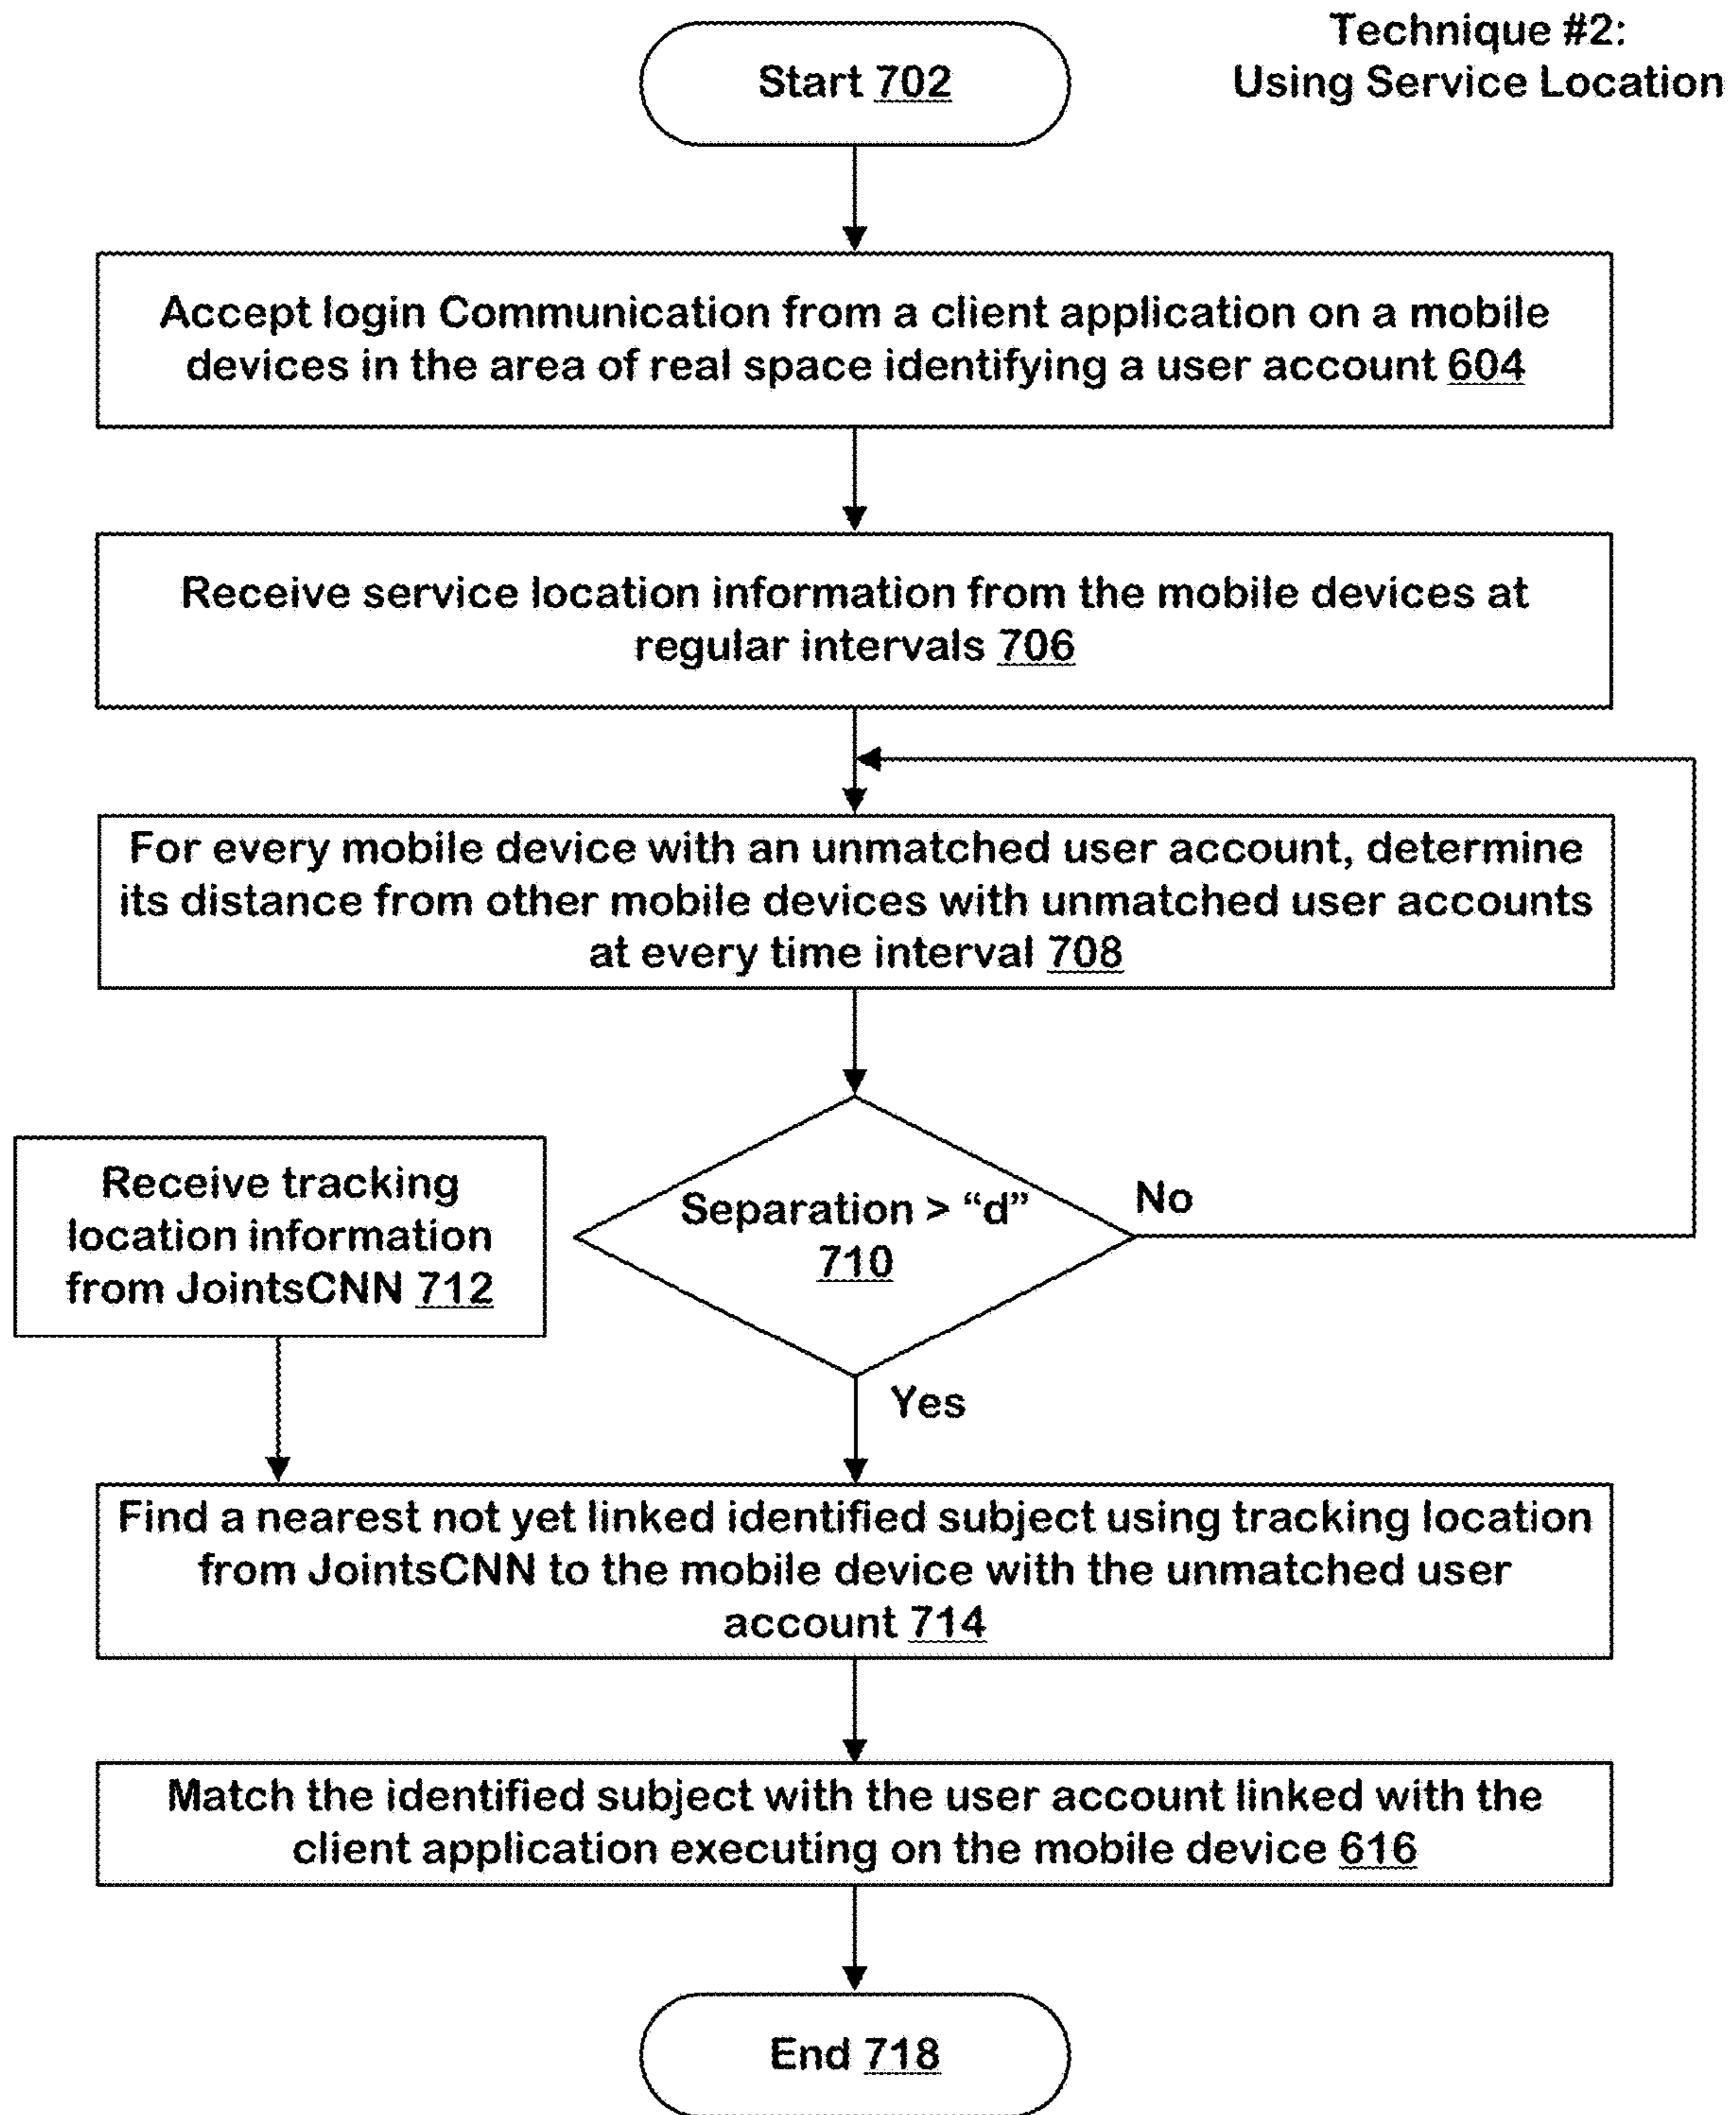 Technique #2:
Using Service Location
Start 702
Accept login Communication from a client application on a mobile
devices in the area of real space identifying a user account 604
Receive service location information from the mobile devices at
regular intervals 706
For every mobile device with an unmatched user account, determine
its distance from other mobile devices with unmatched user accounts
at every time interval 708
Separation > “d”
710
No
Receive tracking
location information
from JointsCNN 712
Yes
Find a nearest not yet linked identified subject using tracking location
from JointsCNN to the mobile device with the unmatched user
account 714
Match the identified subject with the user account linked with the
client application executing on the mobile device 616
End 718